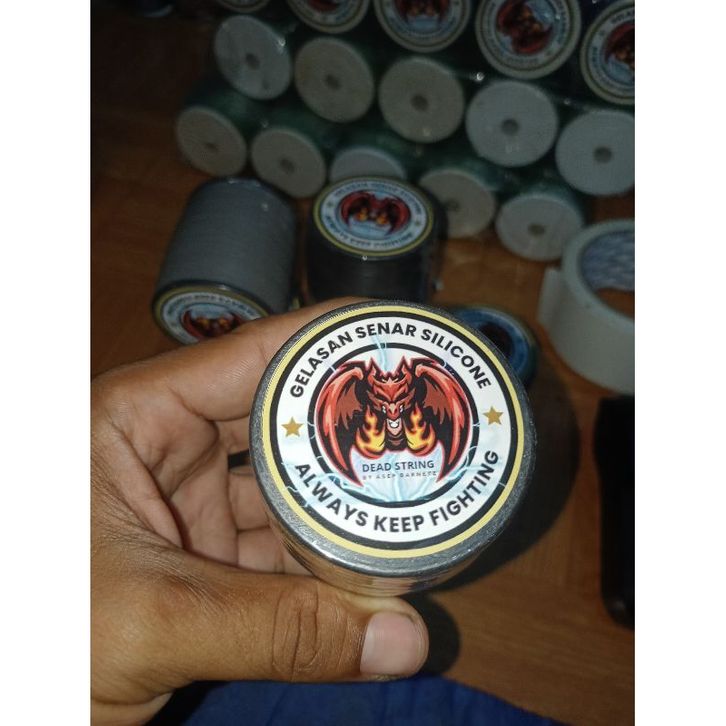 GELASAN SENAR SILICONE
DEAD STRING
ALWAYS KEEP FIGHTING